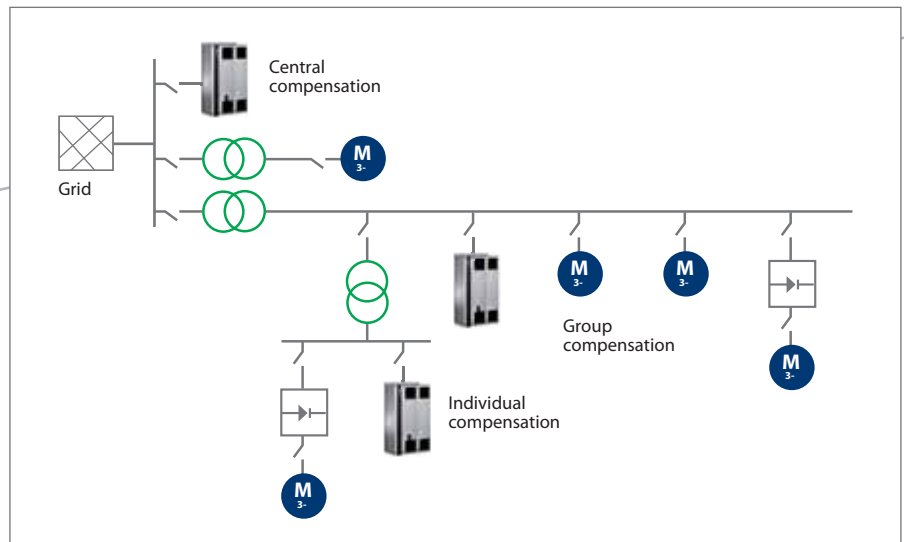 Central
compensation
M
3~
Grid
M
3~
M
3~
Group
compensation
M
3~
Individual
compensation
M
3~